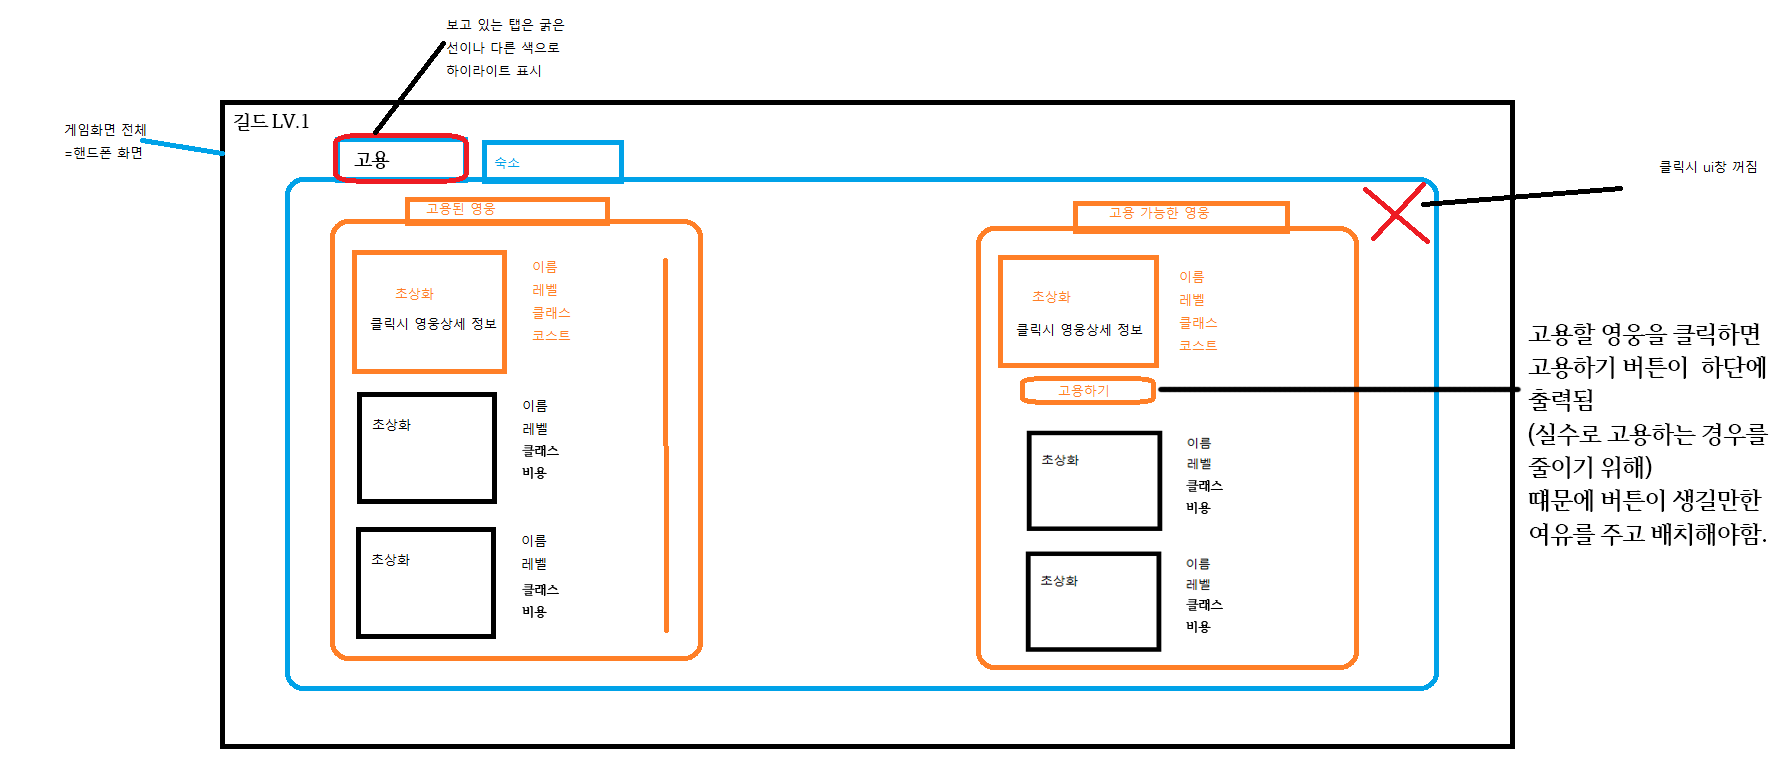 보고 있는 탭은 굵은
선이나 다른 색으로
하이라이트 표시
게임화면 전체
=핸드폰 화면
길드 LV.1
고용
숙소
클릭시 ui창 꺼짐
고용된 영웅
초상화
클릭시 영웅상세 정보
이름
레벨
클래스
코스트
초상화
이름
레벨
클래스
비용
초상화
이름
레벨
클래스
비용
고용 가능한 영웅
초상화
클릭시 영웅상세 정보
이름
레벨
클래스
코스트
고용하기
초상화
이름
레벨
클래스
비용
초상화
이름
레벨
클래스
비용
고용할 영웅을 클릭하면
고용하기 버튼이 하단에
출력됨
(실수로 고용하는 경우를
줄이기 위해)
떄문에 버튼이 생길만한
여유를 주고 배치해야함.